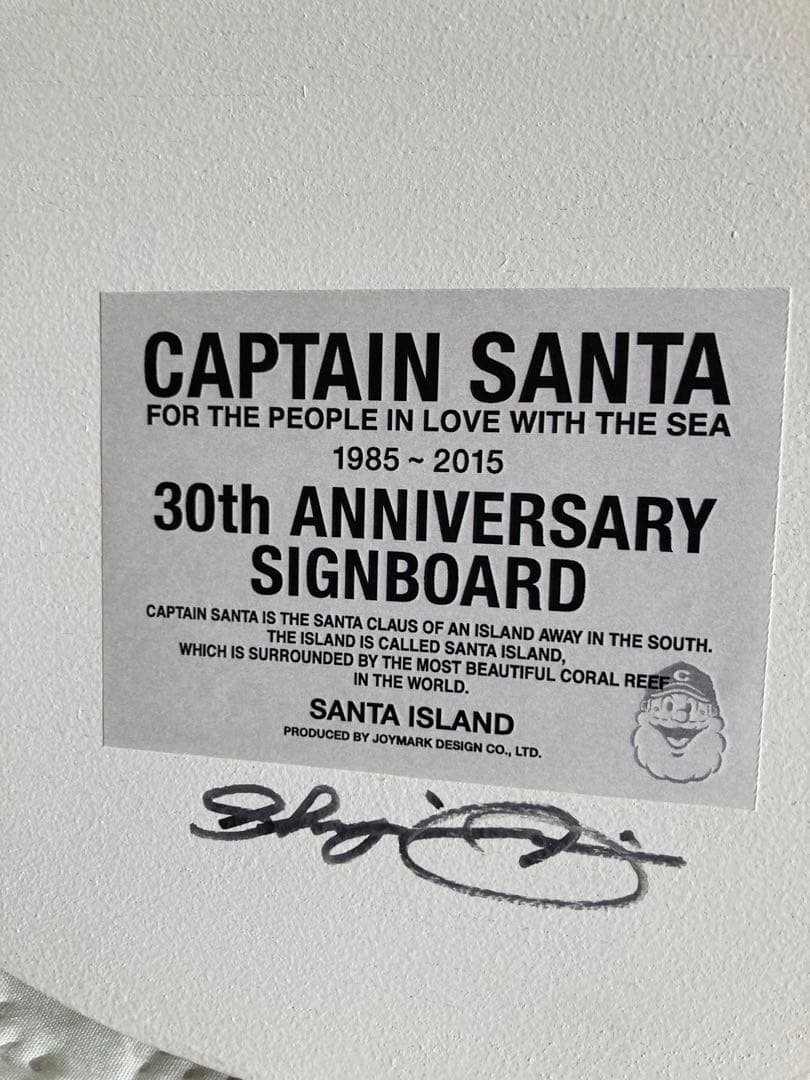 CAPTAIN SANTA
FOR THE PEOPLE IN LOVE WITH THE SEA
1985 ~ 2015
30th ANNIVERSARY
SIGNBOARD
CAPTAIN SANTA IS THE SANTA CLAUS OF AN ISLAND AWAY IN THE SOUTH.
THE ISLAND IS CALLED SANTA ISLAND,
WHICH IS SURROUNDED BY THE MOST BEAUTIFUL CORAL REEF
IN THE WORLD.
C
SANTA ISLAND
PRODUCED BY JOYMARK DESIGN CO., LTD.